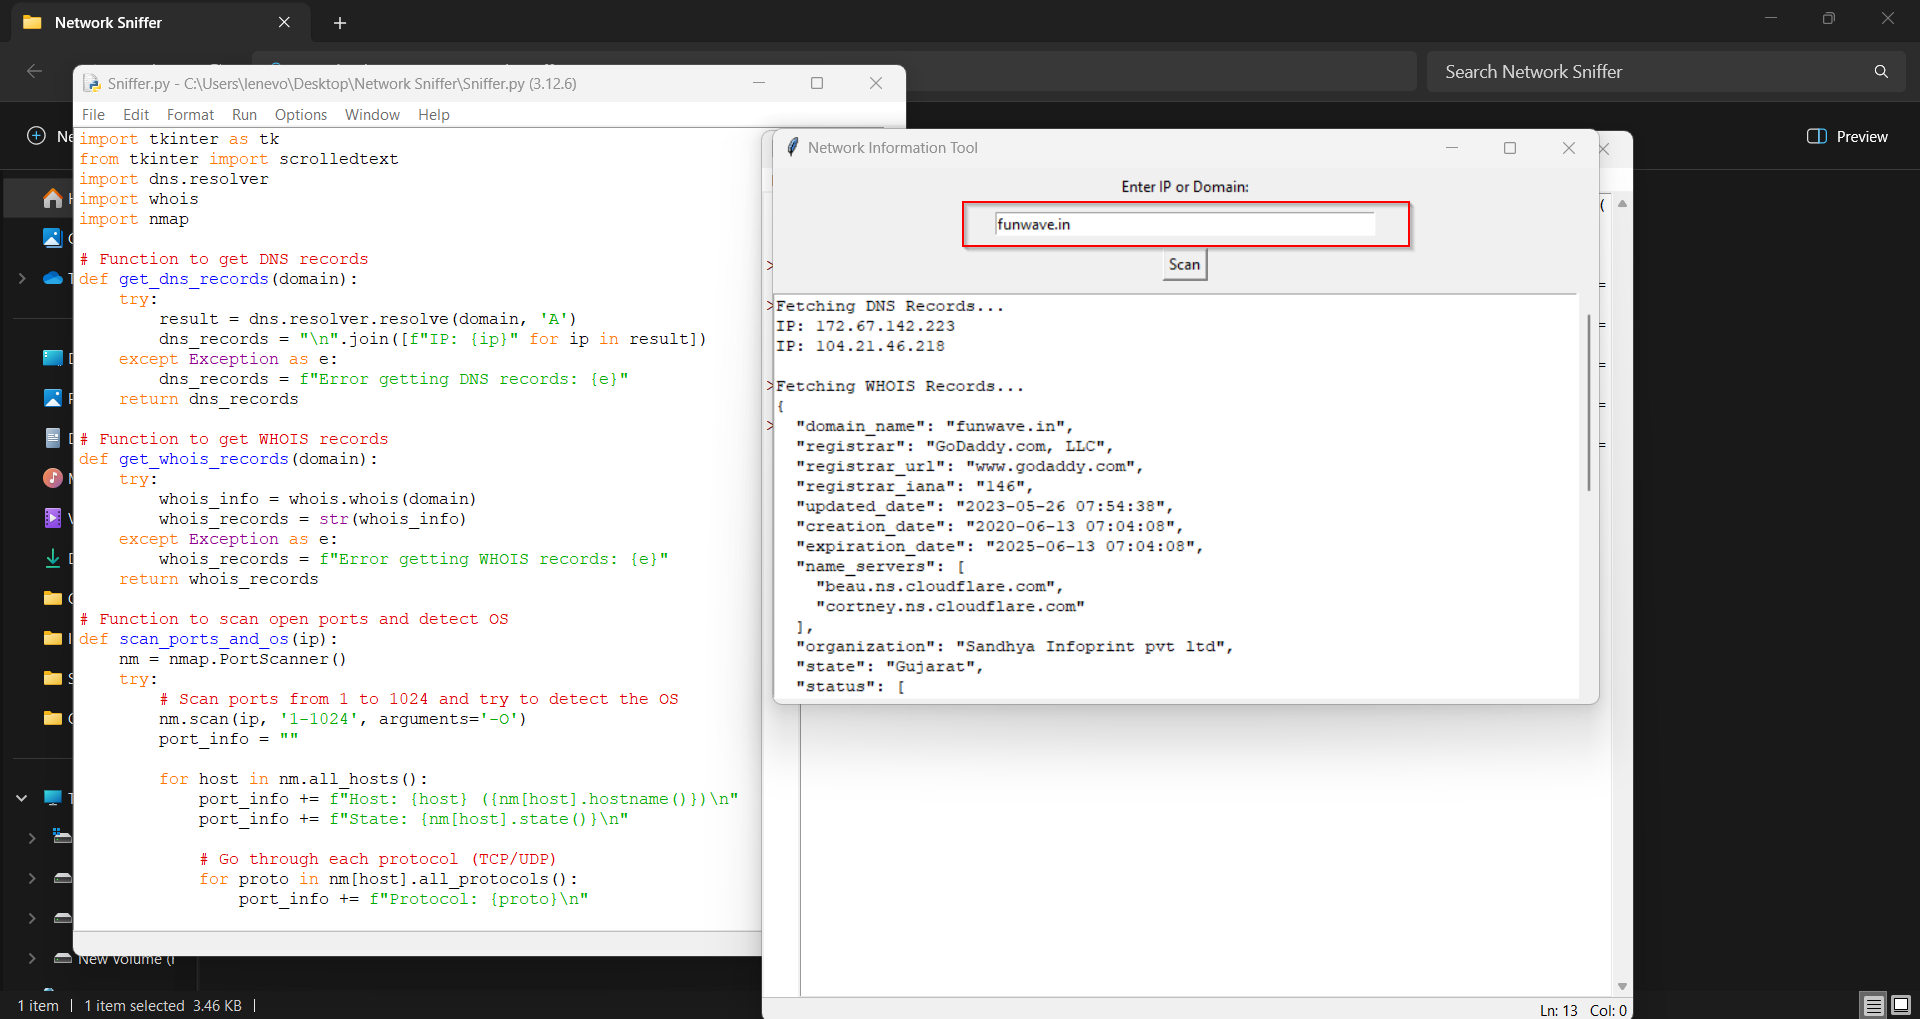 Network Sniffer
Search Network Sniffer
Preview
Sniffer.py - C:\Users\lenevo\Desktop\Network Sniffer\Sniffer.py (3.12.6)
File Edit Format Run Options Window Help
import tkinter as tk
from tkinter import scrolledtext
import dns.resolver
import whois
import nmap
# Function to get DNS records
def get_dns_records(domain):
try:
result = dns.resolver.resolve(domain, 'A')
dns_records = "\n".join([f"IP: {ip}" for ip in result])
except Exception as e:
dns_records = f"Error getting DNS records: {e}"
return dns_records
# Function to get WHOIS records
def get_whois_records(domain):
try:
whois_info = whois.whois(domain)
whois_records = str(whois_info)
except Exception as e:
whois_records = f"Error getting WHOIS records: {e}"
return whois_records
# Function to scan open ports and detect OS
def scan_ports_and_os(ip):
nm = nmap.PortScanner()
try:
# Scan ports from 1 to 1024 and try to detect the OS
nm.scan(ip, '1-1024', arguments='-O')
port_info = ""
for host in nm.all_hosts():
port_info += f"Host: {host} ({nm[host].hostname()})\n"
port_info += f"State: {nm[host].state()}\n"
# Go through each protocol (TCP/UDP)
for proto in nm[host].all_protocols():
port_info += f"Protocol: {proto}\n"
Network Information Tool
Enter IP or Domain:
funwave.in
Scan
Fetching DNS Records...
IP: 172.67.142.223
IP: 104.21.46.218
Fetching WHOIS Records...
{
"domain_name": "funwave.in",
"registrar": "GoDaddy.com, LLC",
"registrar_url": "www.godaddy.com",
"registrar_iana": "146",
"updated_date": "2023-05-26 07:54:38",
"creation_date": "2020-06-13 07:04:08",
"expiration_date": "2025-06-13 07:04:08",
"name_servers": [
"beau.ns.cloudflare.com",
"cortney.ns.cloudflare.com"
],
"organization": "Sandhya Infoprint pvt ltd",
"state": "Gujarat",
"status": [
New Volume (
1 item 1 item selected 3.46 KB
Ln: 13 Col: 0